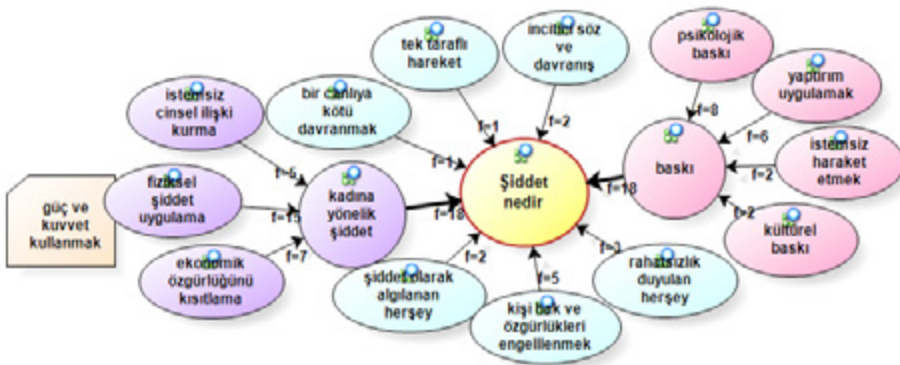 psikolojik
baskı
incitici söz
ve
davranış
tek taraflı
hareket
yaptırım
uygulamak
istemsiz
cinsel ilişki
kurma
bir canlıya
kötü
davranmak
f=8
f=1
f=2
f=6
istemsiz
haraket
etmek
f=1
baskı
f=2
f=5
Şiddet
nedir
f=18
fiziksel
şiddet
uygulama
kadına
yönelik
şiddet
güç ve
kuvvet
kullanmak
f=15
f=18
f=2
kültürel
baskı
f=7
ekonomik
özgürlüğünü
kısıtlama
f=2
f=3
şiddet olarak
algılanan
herşey
f=5
rahatsızlık
duyulan
herşey
kişi hak ve
özgürlükleri
engellenmek